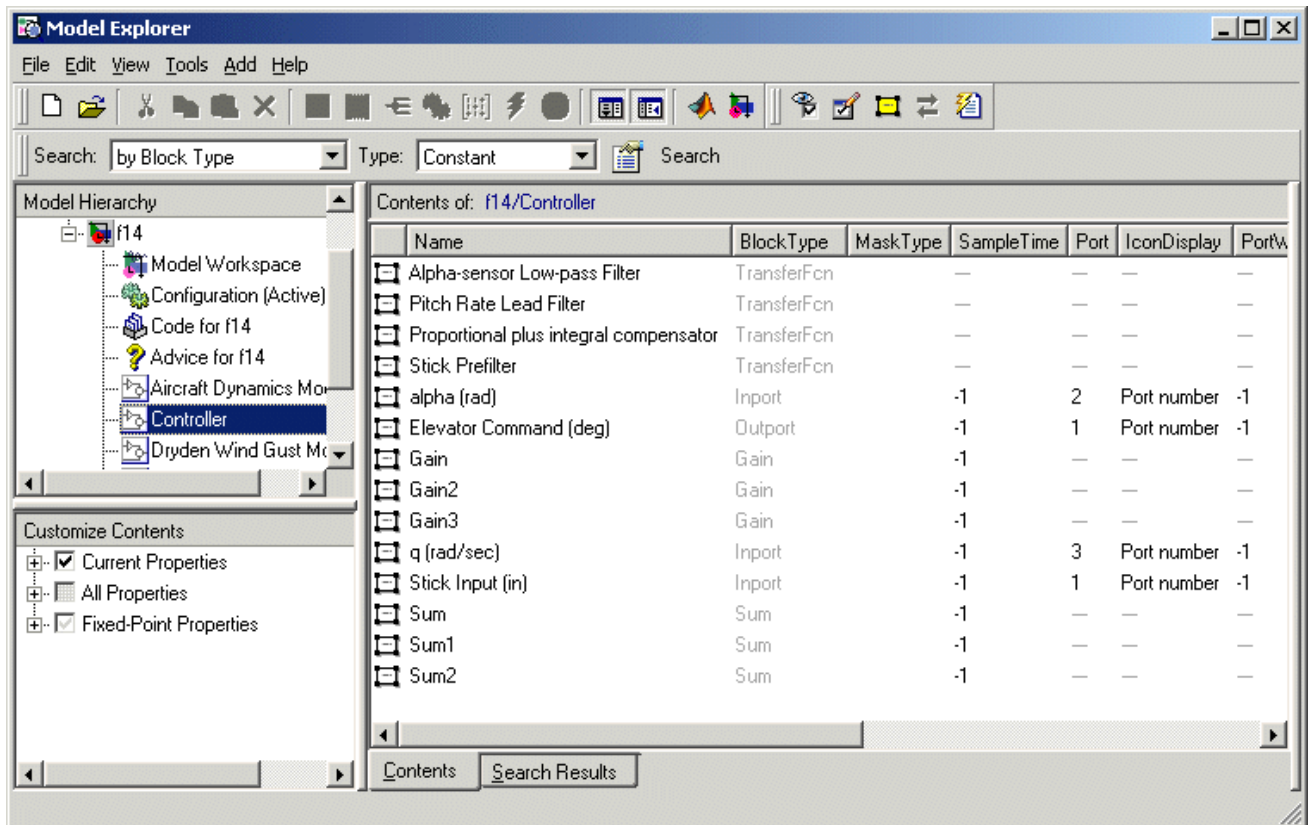 Model Explorer
File Edit View Tools Add Help
Search: by Block Type Type: Constant Search
Model Hierarchy
f14
Model Workspace
Configuration (Active)
Code for f14
Advice for f14
Aircraft Dynamics Mo
Controller
Dryden Wind Gust Mo
Customize Contents
Current Properties
All Properties
Fixed-Point Properties
Contents of: f14/Controller
Name BlockType MaskType SampleTime Port IconDisplay PortW
Alpha-sensor Low-pass Filter TransferFcn — — — —
Pitch Rate Lead Filter TransferFcn — — — —
Proportional plus integral compensator TransferFcn — — — —
Stick Prefilter TransferFcn — — — —
alpha (rad) Inport -1 2 Port number -1
Elevator Command (deg) Outport -1 1 Port number -1
Gain Gain -1 — — —
Gain2 Gain -1 — — —
Gain3 Gain -1 — — —
q (rad/sec) Inport -1 3 Port number -1
Stick Input (in) Inport -1 1 Port number -1
Sum Sum -1 — — —
Sum1 Sum -1 — — —
Sum2 Sum -1 — — —
Contents Search Results